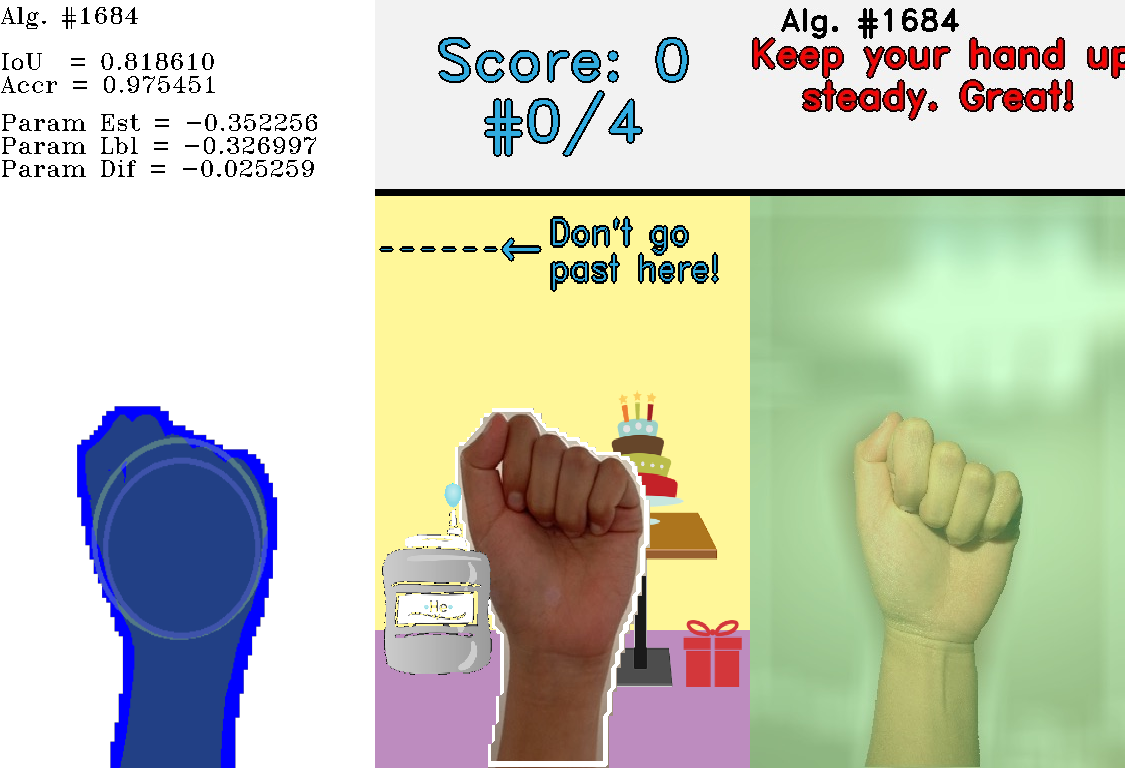 Alg. #1684
IoU = 0.818610
Accr = 0.975451
Param Est = −0.352256
Param Lbl = −0.326997
Param Dif = −0.025259
Score: 0
#0/4
Don't go
past here!
Alg. #1684
Keep your hand up
steady. Great!